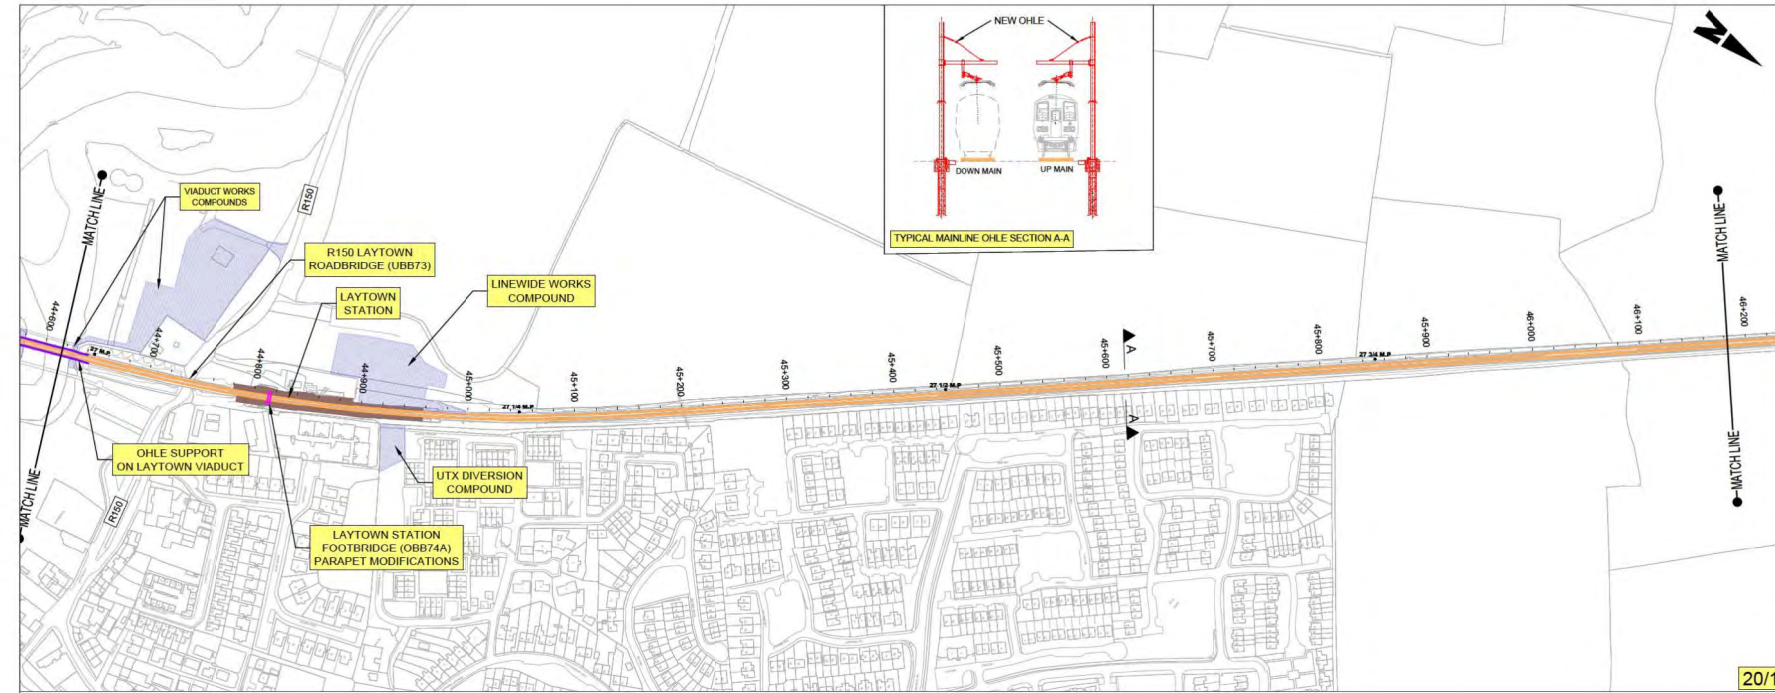 NEW OHLE
DOWN MAIN
UP MAIN
TYPICAL MAINLINE OHLE SECTION A-A
N
MATCH LINE
VIADUCT WORKS
COMPOUNDS
R150
R150 LAYTOWN
ROADBRIDGE (UBB73)
LAYTOWN
STATION
LINEWIDE WORKS
COMPOUND
MATCH LINE
44+600
27 M.P.
44+700
44+800
44+900
45+000
27 1/4 M.P
45+100
45+200
45+300
45+400
27 1/2 M.P
45+500
45+600
A
45+700
45+800
27 3/4 M.P
45+900
46+000
46+100
46+200
A
OHLE SUPPORT
ON LAYTOWN VIADUCT
UTX DIVERSION
COMPOUND
MATCH LINE
R150
MATCH LINE
LAYTOWN STATION
FOOTBRIDGE (OBB74A)
PARAPET MODIFICATIONS
20/1